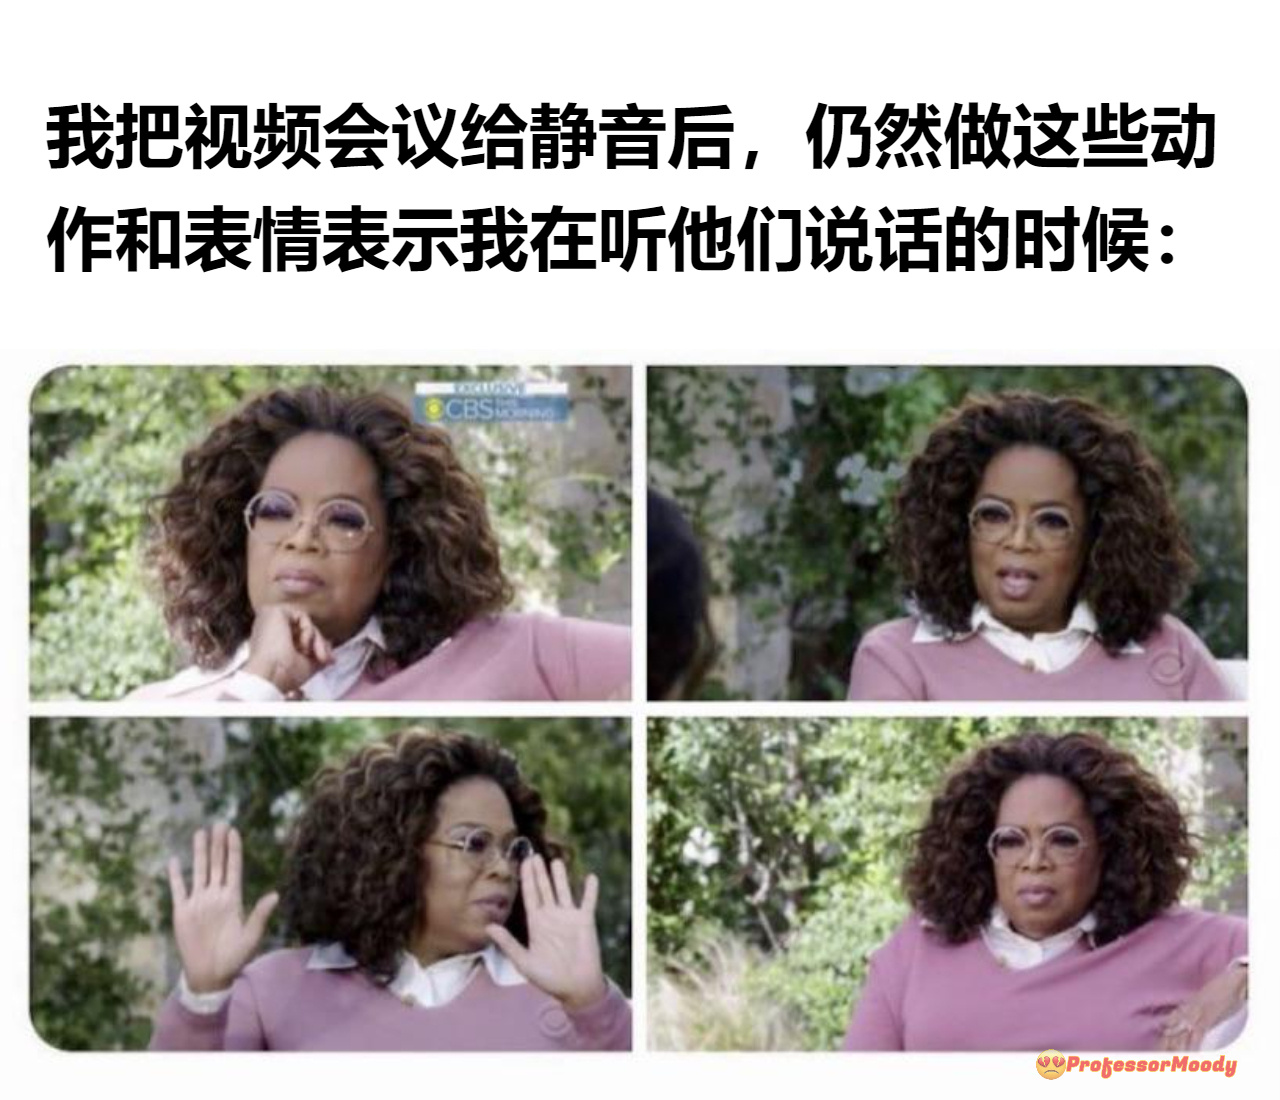 我把视频会议给静音后，仍然做这些动
作和表情表示我在听他们说话的时候：
EXCLUSIVE
CBS THIS MORNING
ProfessorMoody